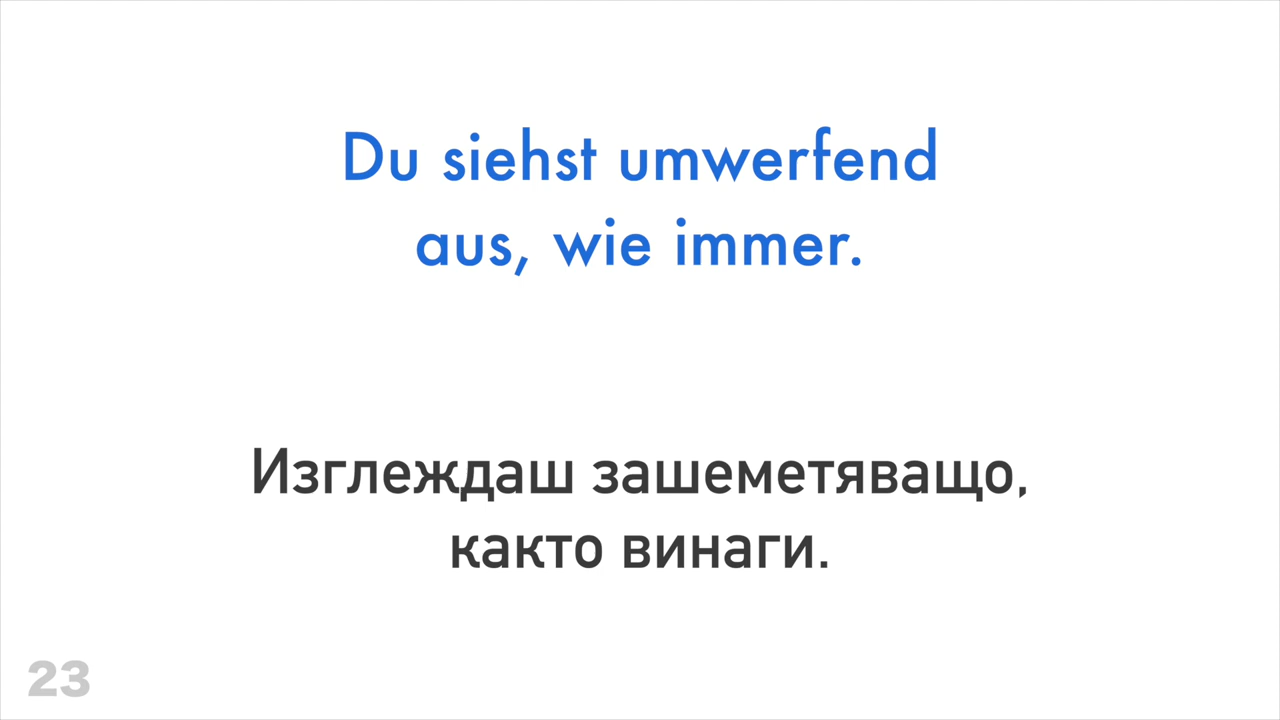 Du siehst umwerfend
aus, wie immer.
Изглеждаш зашеметяващо,
както винаги.
23